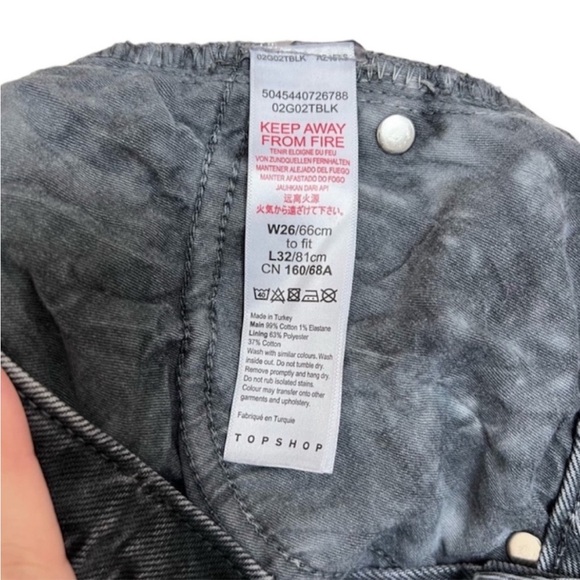 02G02TBLK
5045440726788
02G02TBLK
KEEP AWAY
FROM FIRE
TENIR ELOIGNE DU FEU
VON ZUNDQUELLEN FERNHALTEN
MANTENER ALEJADO DEL FUEGO
MANTER AFASTADO DO FOGO
JAUHKAN DARI API
远离火源
火気から遠ざけて下さい。
W26/66cm
to fit
L32/81cm
CN 160/68A
40
Made in Turkey
Main 99% Cotton 1% Elastane
Lining 63% Polyester
37% Cotton
Wash with similar colours. Wash
inside out. Do not tumble dry.
Remove promptly and hang dry.
Do not rub isolated stains.
Colour may transfer onto other
garments and upholstery.
Fabriqué en Turquie
TOPSHOP